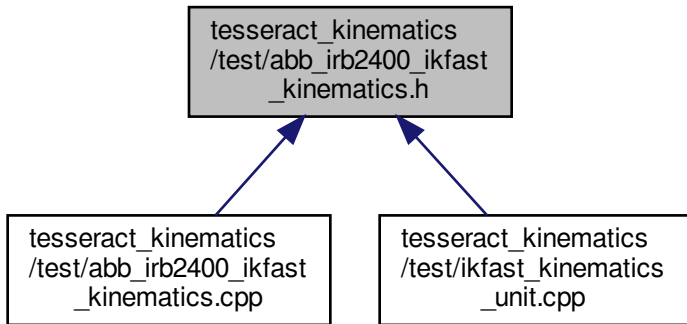 tesseract_kinematics
/test/abb_irb2400_ikfast
_kinematics.h
tesseract_kinematics
/test/abb_irb2400_ikfast
_kinematics.cpp
tesseract_kinematics
/test/ikfast_kinematics
_unit.cpp